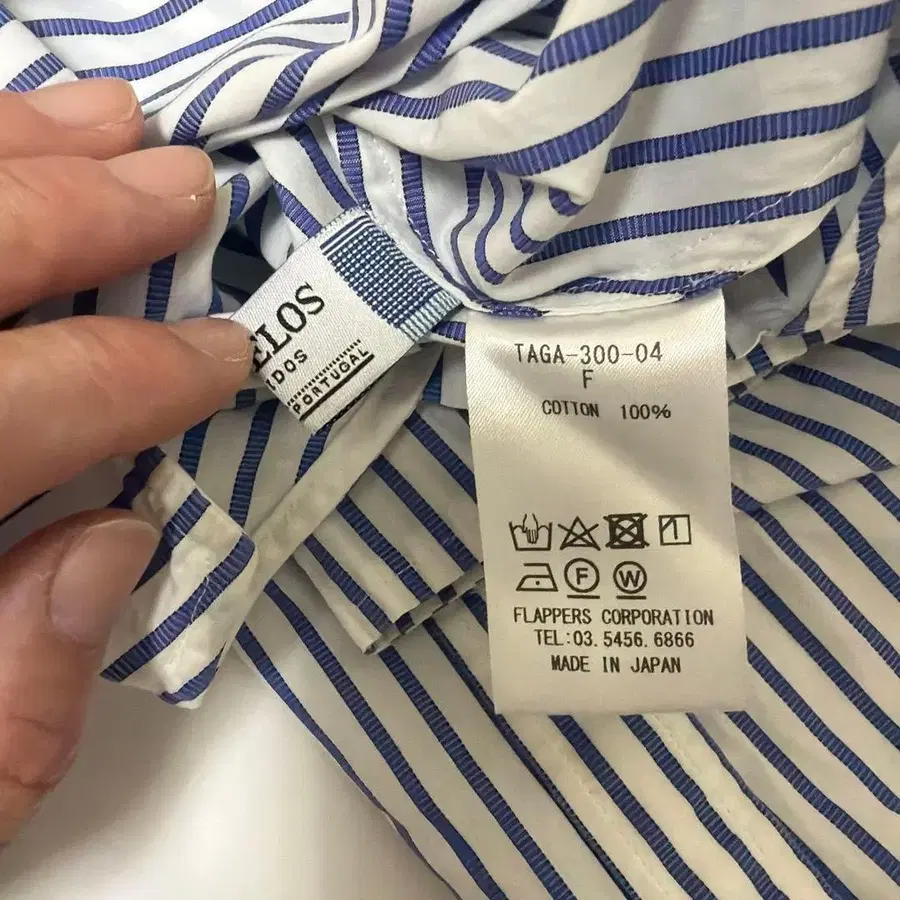 ELOS
DOS
PORTUGAL
TAGA-300-04
F
COTTON 100%
F
W
FLAPPERS CORPORATION
TEL:03.5456.6866
MADE IN JAPAN